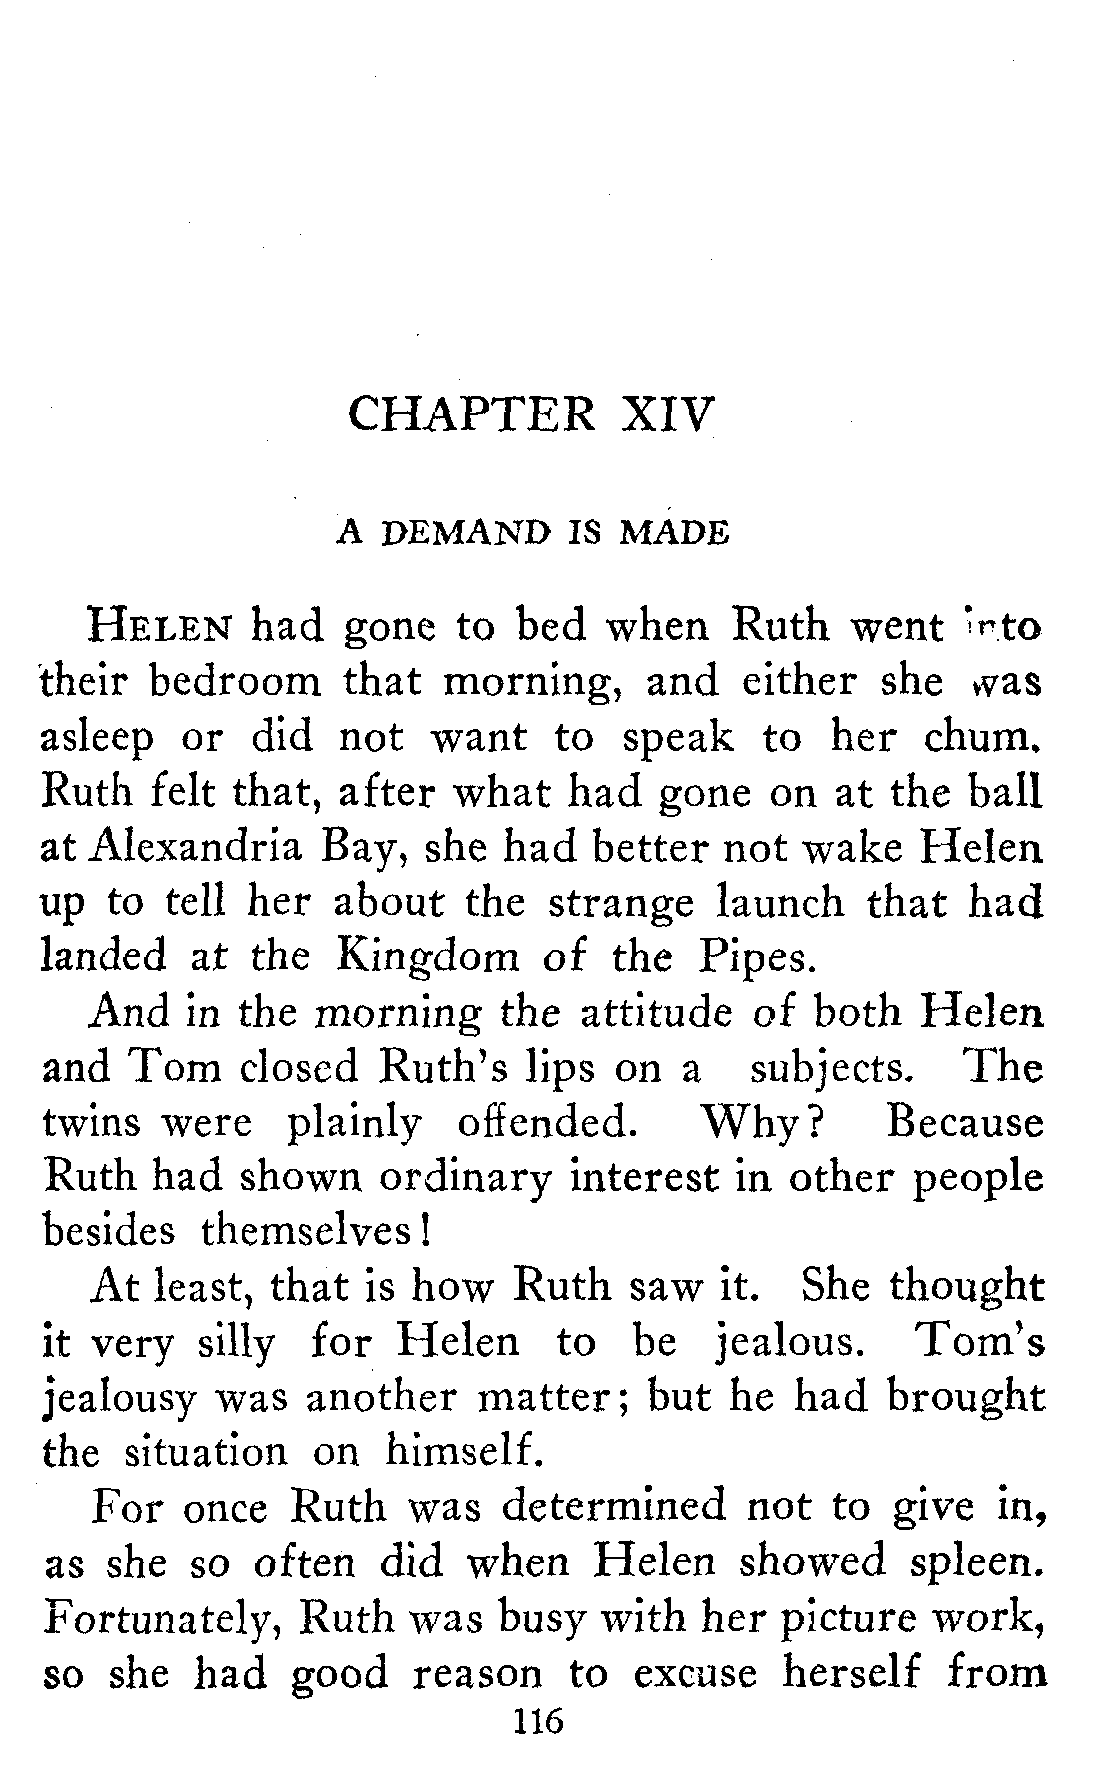 CHAPTER XIV
A DEMAND IS MADE
HELEN had gone to bed when Ruth went into
their bedroom that morning, and either she was
asleep or did not want to speak to her chum.
Ruth felt that, after what had gone on at the ball
at Alexandria Bay, she had better not wake Helen
up to tell her about the strange launch that had
landed at the Kingdom of the Pipes.
And in the morning the attitude of both Helen
and Tom closed Ruth's lips on a subjects. The
twins were plainly offended. Why? Because
Ruth had shown ordinary interest in other people
besides themselves!
At least, that is how Ruth saw it. She thought
it very silly for Helen to be jealous. Tom's
jealousy was another matter; but he had brought
the situation on himself.
For once Ruth was determined not to give in,
as she so often did when Helen showed spleen.
Fortunately, Ruth was busy with her picture work,
so she had good reason to excuse herself from
116